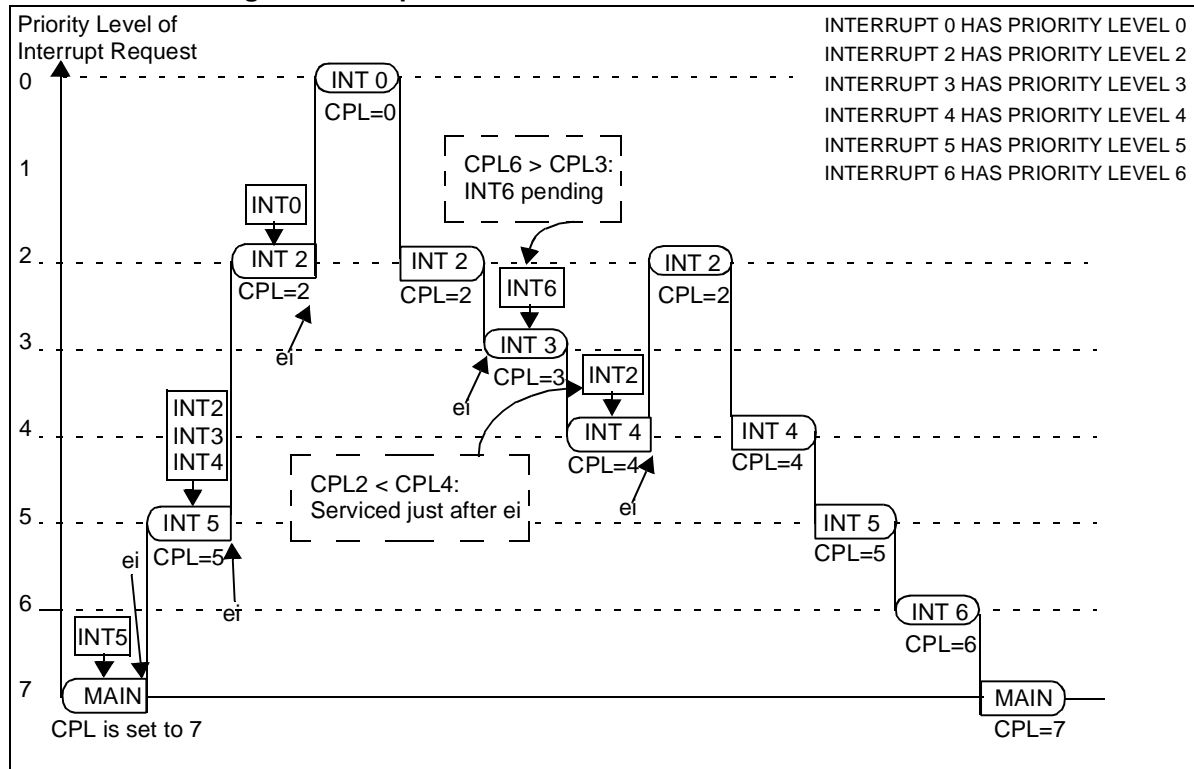 Priority Level of
Interrupt Request
INTERRUPT 0 HAS PRIORITY LEVEL 0
INTERRUPT 2 HAS PRIORITY LEVEL 2
INTERRUPT 3 HAS PRIORITY LEVEL 3
INTERRUPT 4 HAS PRIORITY LEVEL 4
INTERRUPT 5 HAS PRIORITY LEVEL 5
INTERRUPT 6 HAS PRIORITY LEVEL 6
0
INT 0
CPL=0
1
CPL6 > CPL3:
INT6 pending
INT0
2
INT 2
CPL=2
INT 2
CPL=2
INT6
INT 2
CPL=2
ei
3
INT 3
CPL=3
ei
INT2
INT2
INT3
INT4
4
INT 4
CPL=4
INT 4
CPL=4
CPL2 < CPL4:
Serviced just after ei
ei
5
INT 5
CPL=5
INT 5
CPL=5
ei
ei
6
INT 6
CPL=6
INT5
7
MAIN
CPL is set to 7
MAIN
CPL=7